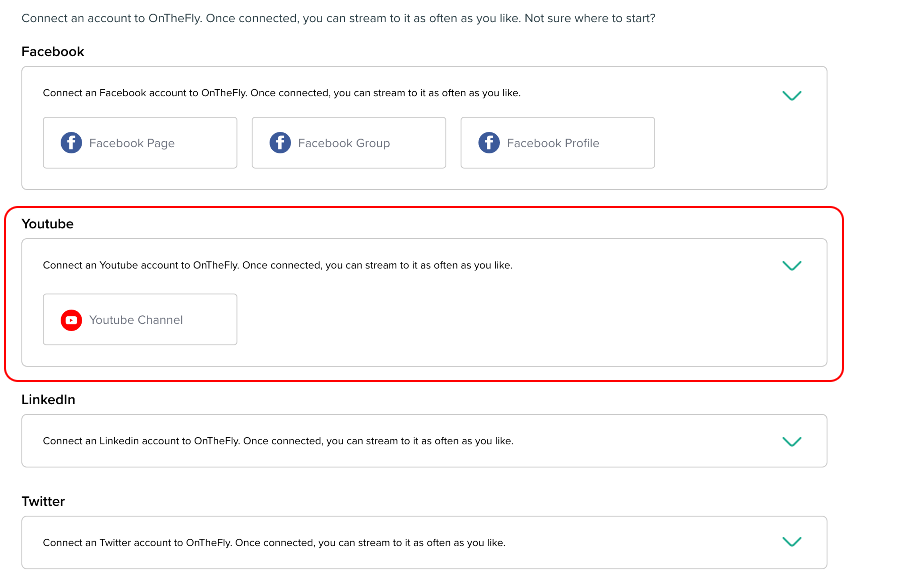 Connect an account to OnTheFly. Once connected, you can stream to it as often as you like. Not sure where to start?
Facebook
Connect an Facebook account to OnTheFly. Once connected, you can stream to it as often as you like.
Facebook Page
Facebook Group
Facebook Profile
Youtube
Connect an Youtube account to OnTheFly. Once connected, you can stream to it as often as you like.
Youtube Channel
LinkedIn
Connect an Linkedin account to OnTheFly. Once connected, you can stream to it as often as you like.
Twitter
Connect an Twitter account to OnTheFly. Once connected, you can stream to it as often as you like.